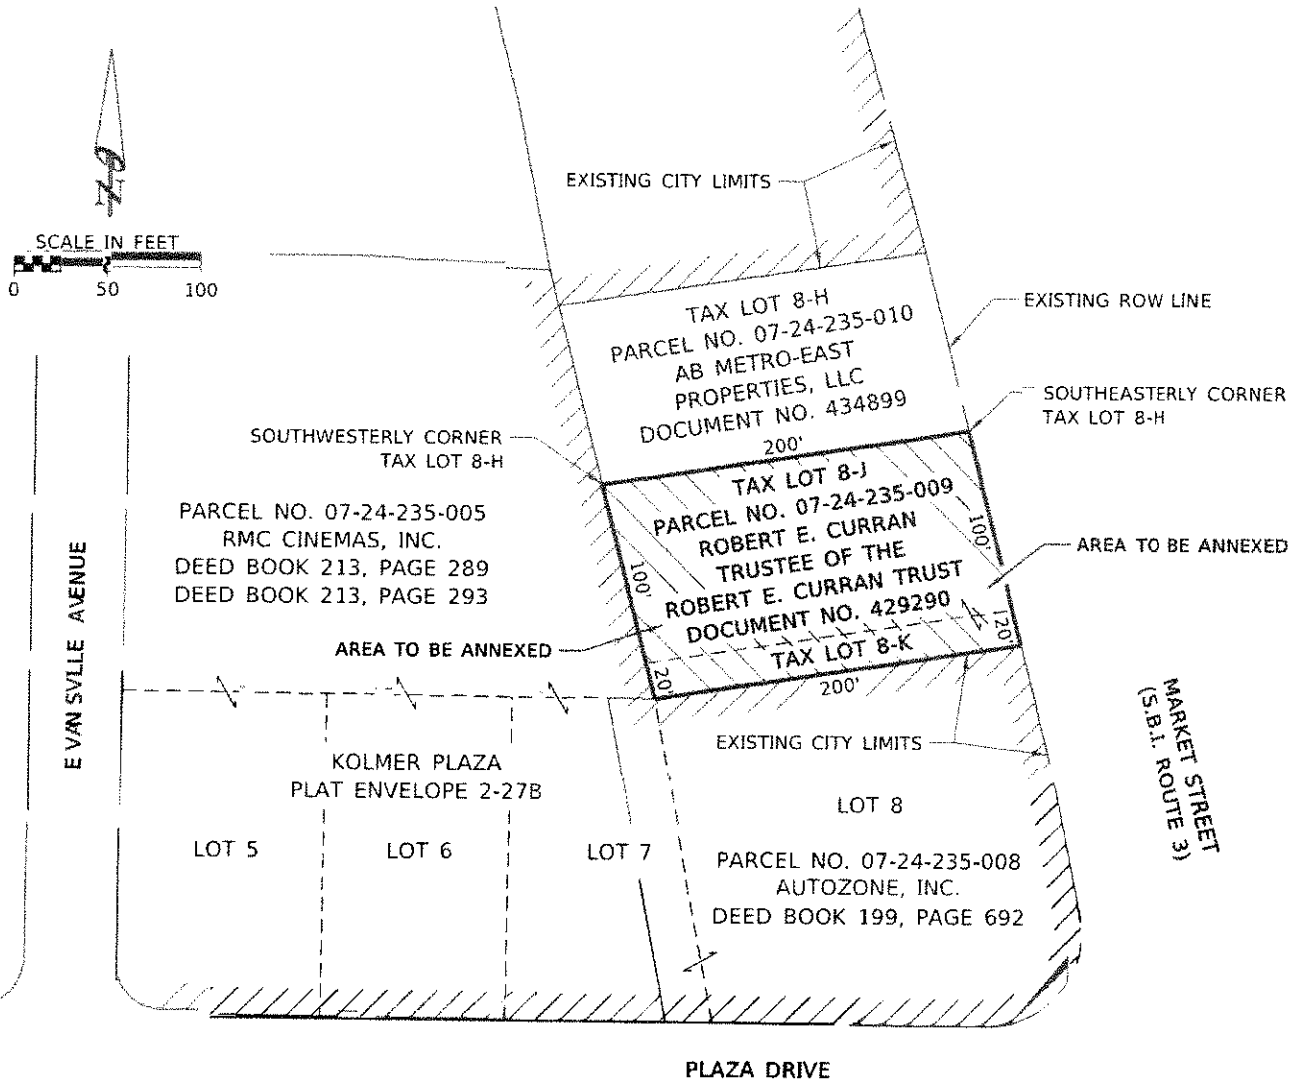 EXISTING CITY LIMITS
N
SCALE IN FEET
0 50 100
TAX LOT 8-H
PARCEL NO. 07-24-235-010
AB METRO-EAST
PROPERTIES, LLC
DOCUMENT NO. 434899
200'
EXISTING ROW LINE
SOUTHEASTERLY CORNER
TAX LOT 8-H
SOUTHWESTERLY CORNER
TAX LOT 8-H
TAX LOT 8-J
PARCEL NO. 07-24-235-009
ROBERT E. CURRAN
TRUSTEE OF THE
ROBERT E. CURRAN TRUST
DOCUMENT NO. 429290
100'
100'
TAX LOT 8-K
20'
120'
200'
AREA TO BE ANNEXED
PARCEL NO. 07-24-235-005
RMC CINEMAS, INC.
DEED BOOK 213, PAGE 289
DEED BOOK 213, PAGE 293
AREA TO BE ANNEXED
E VAN SVLLE AVENUE
KOLMER PLAZA
PLAT ENVELOPE 2-27B
LOT 5
LOT 6
LOT 7
EXISTING CITY LIMITS
LOT 8
PARCEL NO. 07-24-235-008
AUTOZONE, INC.
DEED BOOK 199, PAGE 692
MARKET STREET
(S.B.I. ROUTE 3)
PLAZA DRIVE